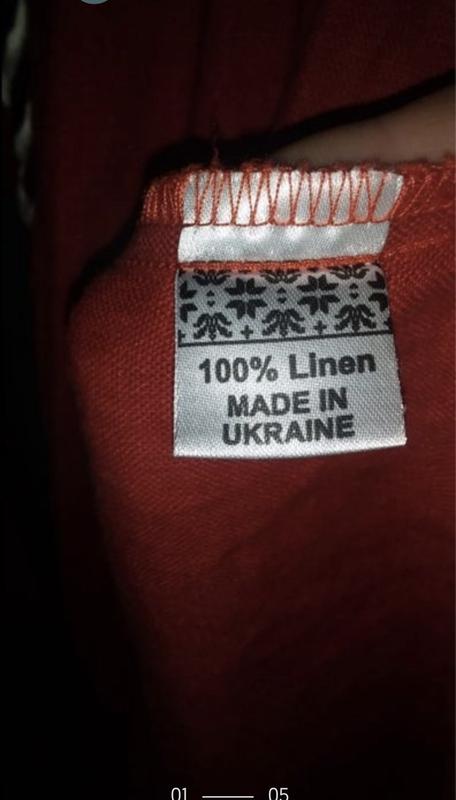 100% Linen
MADE IN
UKRAINE
01 05